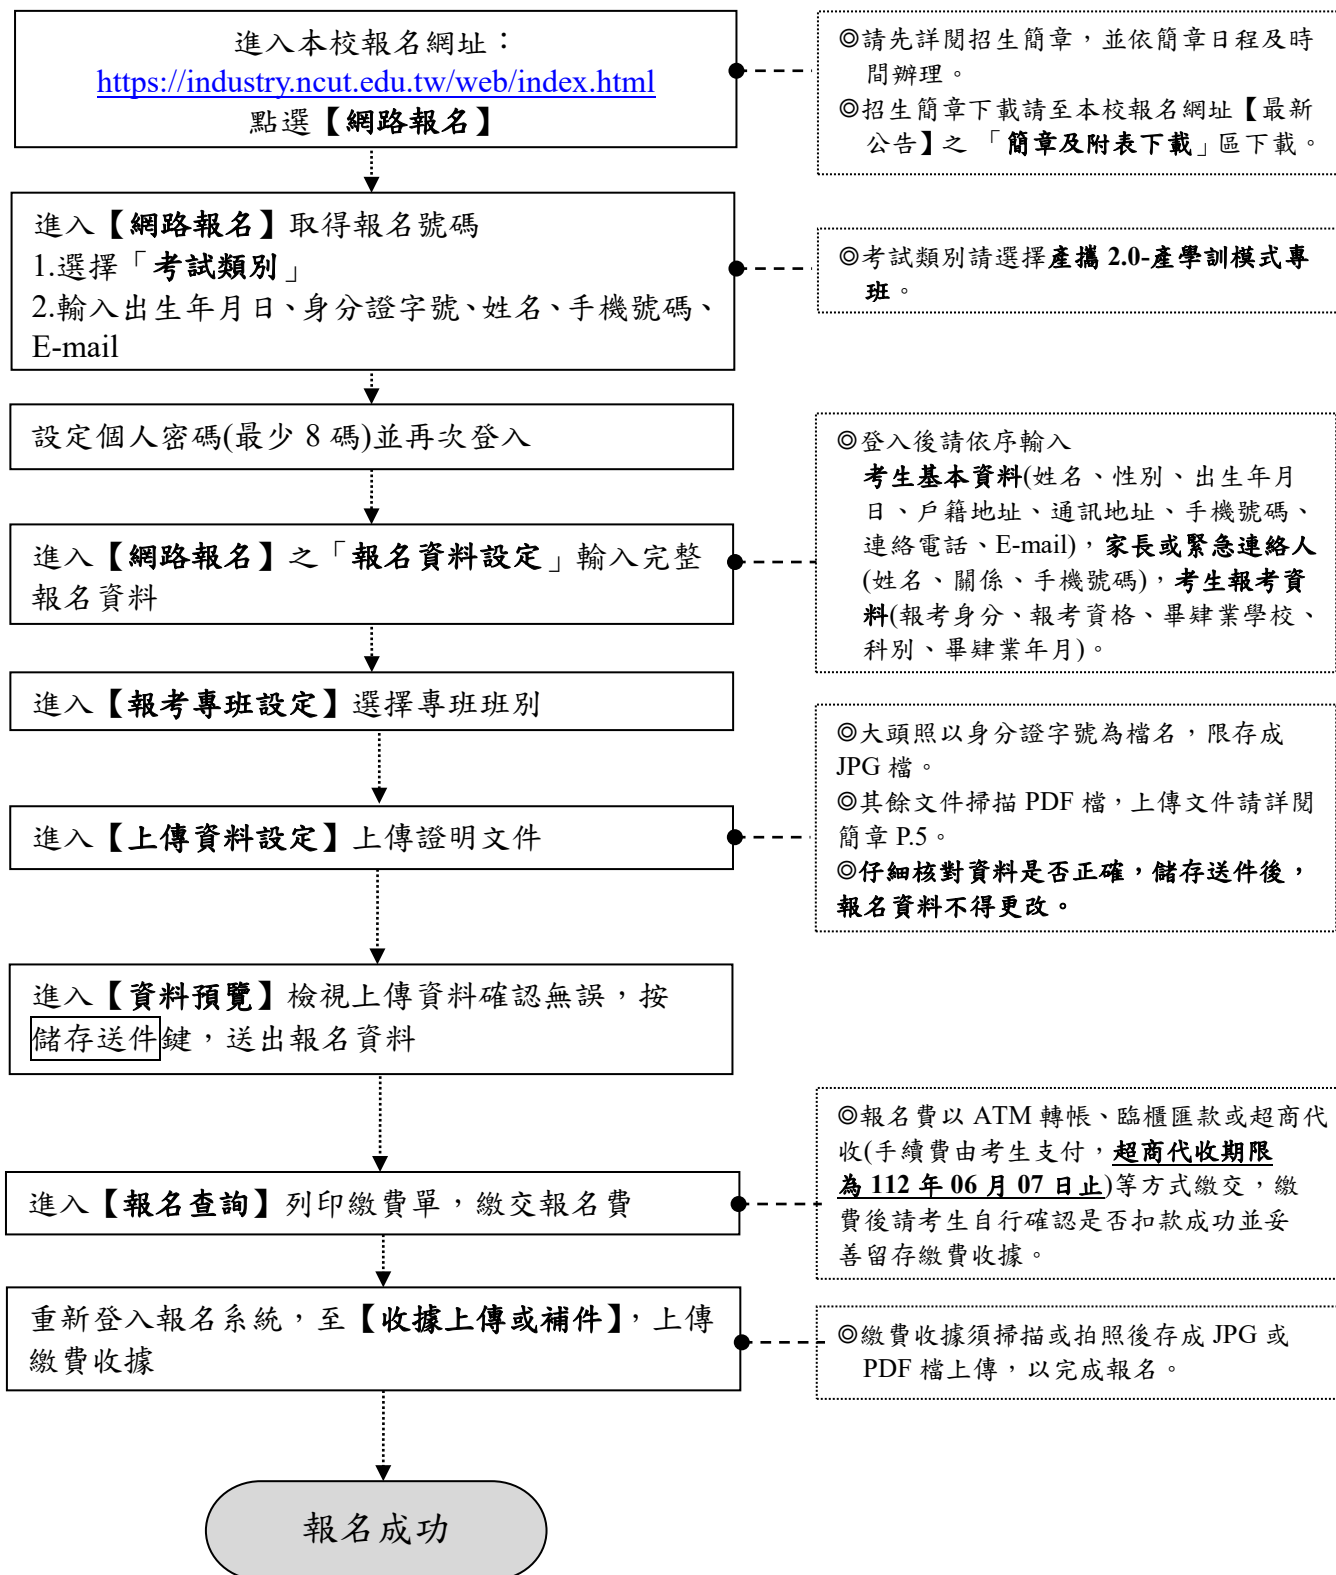 進入本校報名網址：
https://industry.ncut.edu.tw/web/index.html
點選【網路報名】
◎請先詳閱招生簡章，並依簡章日程及時
間辦理。
◎招生簡章下載請至本校報名網址【最新
公告】之 「簡章及附表下載」區下載。
進入【網路報名】取得報名號碼
1.選擇「考試類別」
2.輸入出生年月日、身分證字號、姓名、手機號碼、
E-mail
◎考試類別請選擇產攜 2.0-產學訓模式專
班。
設定個人密碼(最少 8 碼)並再次登入
◎登入後請依序輸入
考生基本資料(姓名、性別、出生年月
日、戶籍地址、通訊地址、手機號碼、
連絡電話、E-mail)，家長或緊急連絡人
(姓名、關係、手機號碼)，考生報考資
料(報考身分、報考資格、畢肄業學校、
科別、畢肄業年月)。
進入【網路報名】之「報名資料設定」輸入完整
報名資料
進入【報考專班設定】選擇專班班別
◎大頭照以身分證字號為檔名，限存成
JPG 檔。
◎其餘文件掃描 PDF 檔，上傳文件請詳閱
簡章 P.5。
◎仔細核對資料是否正確，儲存送件後，
報名資料不得更改。
進入【上傳資料設定】上傳證明文件
進入【資料預覽】檢視上傳資料確認無誤，按
儲存送件鍵，送出報名資料
◎報名費以 ATM 轉帳、臨櫃匯款或超商代
收(手續費由考生支付，超商代收期限
為 112 年 06 月 07 日止)等方式繳交，繳
費後請考生自行確認是否扣款成功並妥
善留存繳費收據。
進入【報名查詢】列印繳費單，繳交報名費
重新登入報名系統，至【收據上傳或補件】，上傳
繳費收據
◎繳費收據須掃描或拍照後存成 JPG 或
PDF 檔上傳，以完成報名。
報名成功